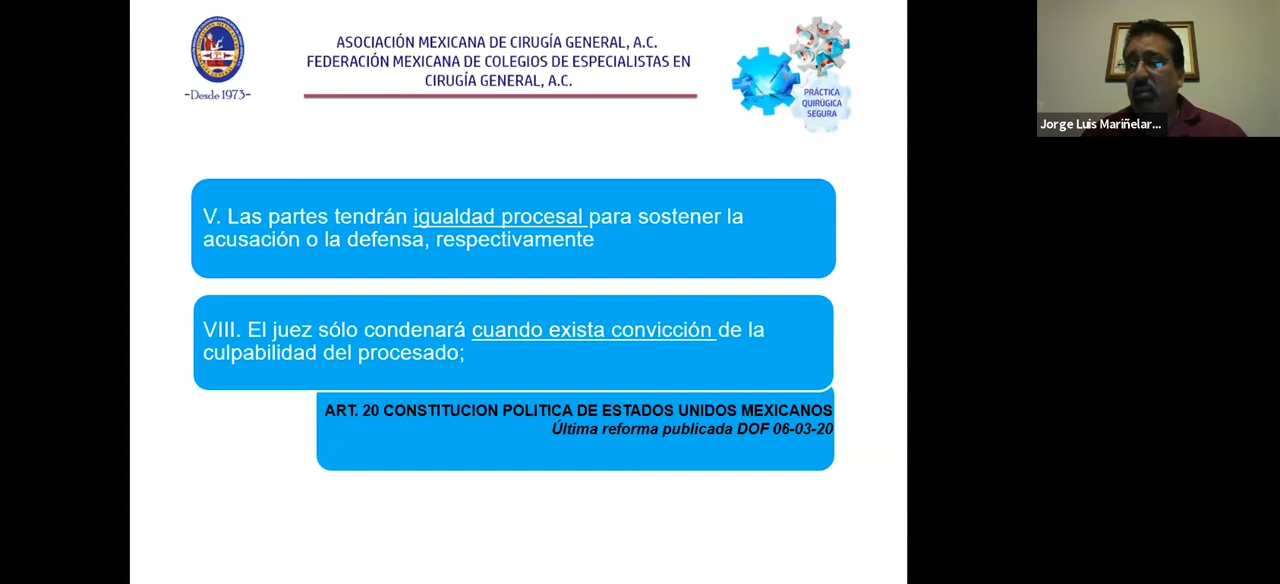 ASOCIACIÓN MEXICANA DE CIRUGÍA GENERAL, A.C.
FEDERACIÓN MEXICANA DE COLEGIOS DE ESPECIALISTAS EN
CIRUGÍA GENERAL, A.C.
-Desde 1973-
PRÁCTICA
QUIRÚGICA
SEGURA
Jorge Luis Mariñelar...
V. Las partes tendrán igualdad procesal para sostener la
acusación o la defensa, respectivamente
VIII. El juez sólo condenará cuando exista convicción de la
culpabilidad del procesado;
ART. 20 CONSTITUCION POLITICA DE ESTADOS UNIDOS MEXICANOS
Última reforma publicada DOF 06-03-20